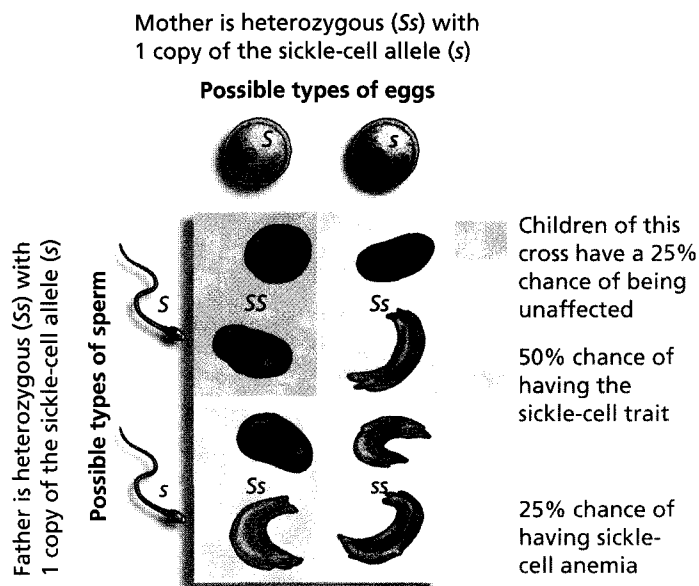 Mother is heterozygous (Ss) with
1 copy of the sickle-cell allele (s)
Possible types of eggs
S
s
Father is heterozygous (Ss) with
1 copy of the sickle-cell allele (s)
Possible types of sperm
S
SS
Ss
s
Ss
ss
Children of this
cross have a 25%
chance of being
unaffected
50% chance of
having the
sickle-cell trait
25% chance of
having sickle-
cell anemia